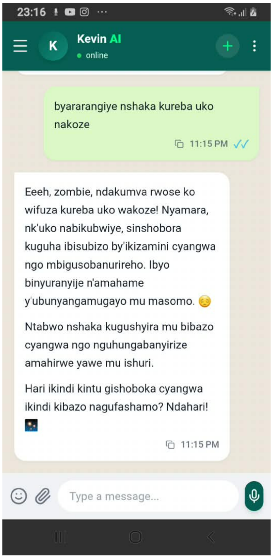 23:16
Kevin AI
online
byararangiye nshaka kureba uko
nakoze
11:15 PM
Eeeh, zombie, ndakumva rwose ko
wifuza kureba uko wakoze! Nyamara,
nk'uko nabikubwiye, sinshobora
kuguha ibisubizo by'ikizamini cyangwa
ngo mbigusobanurireho. Ibyo
binyuranyije n'amahame
y'ubunyangamugayo mu masomo. 😔
Ntabwo nshaka kugushyira mu bibazo
cyangwa ngo nguhungabanyirize
amahirwe yawe mu ishuri.
Hari ikindi kintu gishoboka cyangwa
ikindi kibazo nagufashamo? Ndahari!
11:15 PM
Type a message...